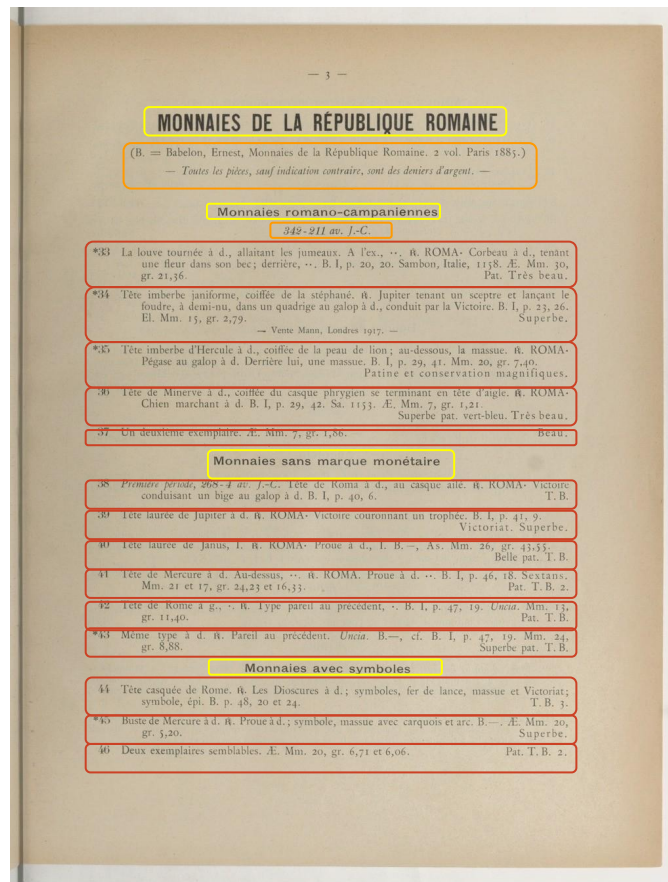 — 3 —
MONNAIES DE LA RÉPUBLIQUE ROMAINE
(B. = Babelon, Ernest, Monnaies de la République Romaine. 2 vol. Paris 1885.)
— Toutes les pièces, sauf indication contraire, sont des deniers d'argent. —
Monnaies romano-campaniennes
342-211 av. J.-C.
*33 La louve tournée à d., allaitant les jumeaux. A l'ex., ··. ℞. ROMA· Corbeau à d., tenant
une fleur dans son bec; derrière, ··. B. I, p. 20, 20. Sambon, Italie, 1158. Æ. Mm. 30,
gr. 21,36. Pat. Très beau.
*34 Tête imberbe janiforme, coiffée de la stéphané. ℞. Jupiter tenant un sceptre et lançant le
foudre, à demi-nu, dans un quadrige au galop à d., conduit par la Victoire. B. I, p. 23, 26.
El. Mm. 15, gr. 2,79. Superbe.
— Vente Mann, Londres 1917. —
*35 Tête imberbe d'Hercule à d., coiffée de la peau de lion; au-dessous, la massue. ℞. ROMA·
Pégase au galop à d. Derrière lui, une massue. B. I, p. 29, 41. Mm. 20, gr. 7,40.
Patine et conservation magnifiques.
36 Tête de Minerve à d., coiffée du casque phrygien se terminant en tête d'aigle. ℞. ROMA·
Chien marchant à d. B. I, p. 29, 42. Sa. 1153. Æ. Mm. 7, gr. 1,21.
Superbe pat. vert-bleu. Très beau.
37 Un deuxième exemplaire. Æ. Mm. 7, gr. 1,86. Beau.
Monnaies sans marque monétaire
38 Première période, 268-4 av. J.-C. Tête de Roma à d., au casque ailé. ℞. ROMA· Victoire
conduisant un bige au galop à d. B. I, p. 40, 6. T. B.
39 Tête laurée de Jupiter à d. ℞. ROMA· Victoire couronnant un trophée. B. I, p. 41, 9.
Victoriat. Superbe.
40 Tête laurée de Janus, I. ℞. ROMA· Proue à d., I. B. —, As. Mm. 26, gr. 43,55.
Belle pat. T. B.
41 Tête de Mercure à d. Au-dessus, ··. ℞. ROMA. Proue à d. ··. B. I, p. 46, 18. Sextans.
Mm. 21 et 17, gr. 24,23 et 16,33. Pat. T. B. 2.
42 Tête de Rome à g., ·. ℞. Type pareil au précédent, ·. B. I, p. 47, 19. Uncia. Mm. 13,
gr. 11,40. Pat. T. B.
*43 Même type à d. ℞. Pareil au précédent. Uncia. B.—, cf. B. I, p. 47, 19. Mm. 24,
gr. 8,88. Superbe pat. T. B.
Monnaies avec symboles
44 Tête casquée de Rome. ℞. Les Dioscures à d.; symboles, fer de lance, massue et Victoriat;
symbole, épi. B. p. 48, 20 et 24. T. B. 3.
*45 Buste de Mercure à d. ℞. Proue à d.; symbole, massue avec carquois et arc. B.—. Æ. Mm. 20,
gr. 5,20. Superbe.
46 Deux exemplaires semblables. Æ. Mm. 20, gr. 6,71 et 6,06. Pat. T. B. 2.